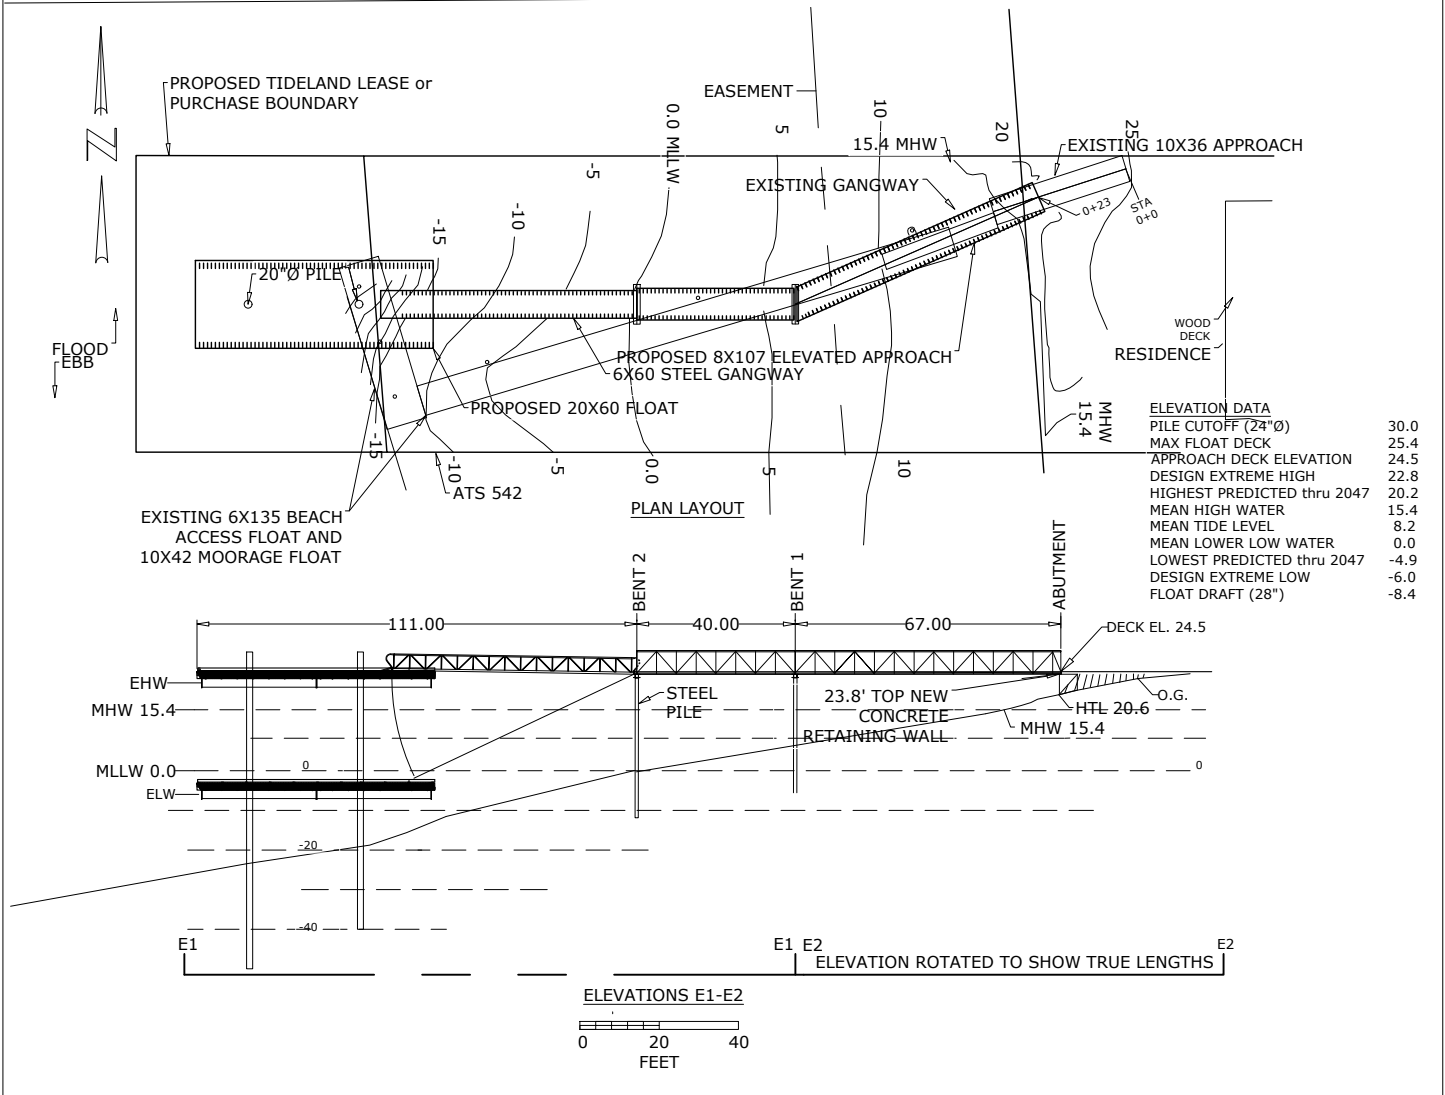 PROPOSED TIDELAND LEASE or
PURCHASE BOUNDARY
EASEMENT
0.0 MLLW
5
10
20
25
15.4 MHW
EXISTING 10X36 APPROACH
EXISTING GANGWAY
-5
-10
-15
0+23
STA
0+0
Z
20"Ø PILE
FLOOD
EBB
WOOD
DECK
RESIDENCE
PROPOSED 8X107 ELEVATED APPROACH
6X60 STEEL GANGWAY
PROPOSED 20X60 FLOAT
MHW
15.4
-15
-10
-5
0.0
5
10
ATS 542
PLAN LAYOUT
EXISTING 6X135 BEACH
ACCESS FLOAT AND
10X42 MOORAGE FLOAT
ELEVATION DATA
PILE CUTOFF (24"Ø) 30.0
MAX FLOAT DECK 25.4
APPROACH DECK ELEVATION 24.5
DESIGN EXTREME HIGH 22.8
HIGHEST PREDICTED thru 2047 20.2
MEAN HIGH WATER 15.4
MEAN TIDE LEVEL 8.2
MEAN LOWER LOW WATER 0.0
LOWEST PREDICTED thru 2047 -4.9
DESIGN EXTREME LOW -6.0
FLOAT DRAFT (28") -8.4
BENT 2
BENT 1
ABUTMENT
111.00
40.00
67.00
DECK EL. 24.5
EHW
MHW 15.4
STEEL
PILE
23.8' TOP NEW
CONCRETE
RETAINING WALL
O.G.
HTL 20.6
MHW 15.4
MLLW 0.0
0
0
ELW
-20
-40
E1
E1
E2
E2
ELEVATION ROTATED TO SHOW TRUE LENGTHS
ELEVATIONS E1-E2
0 20 40
FEET